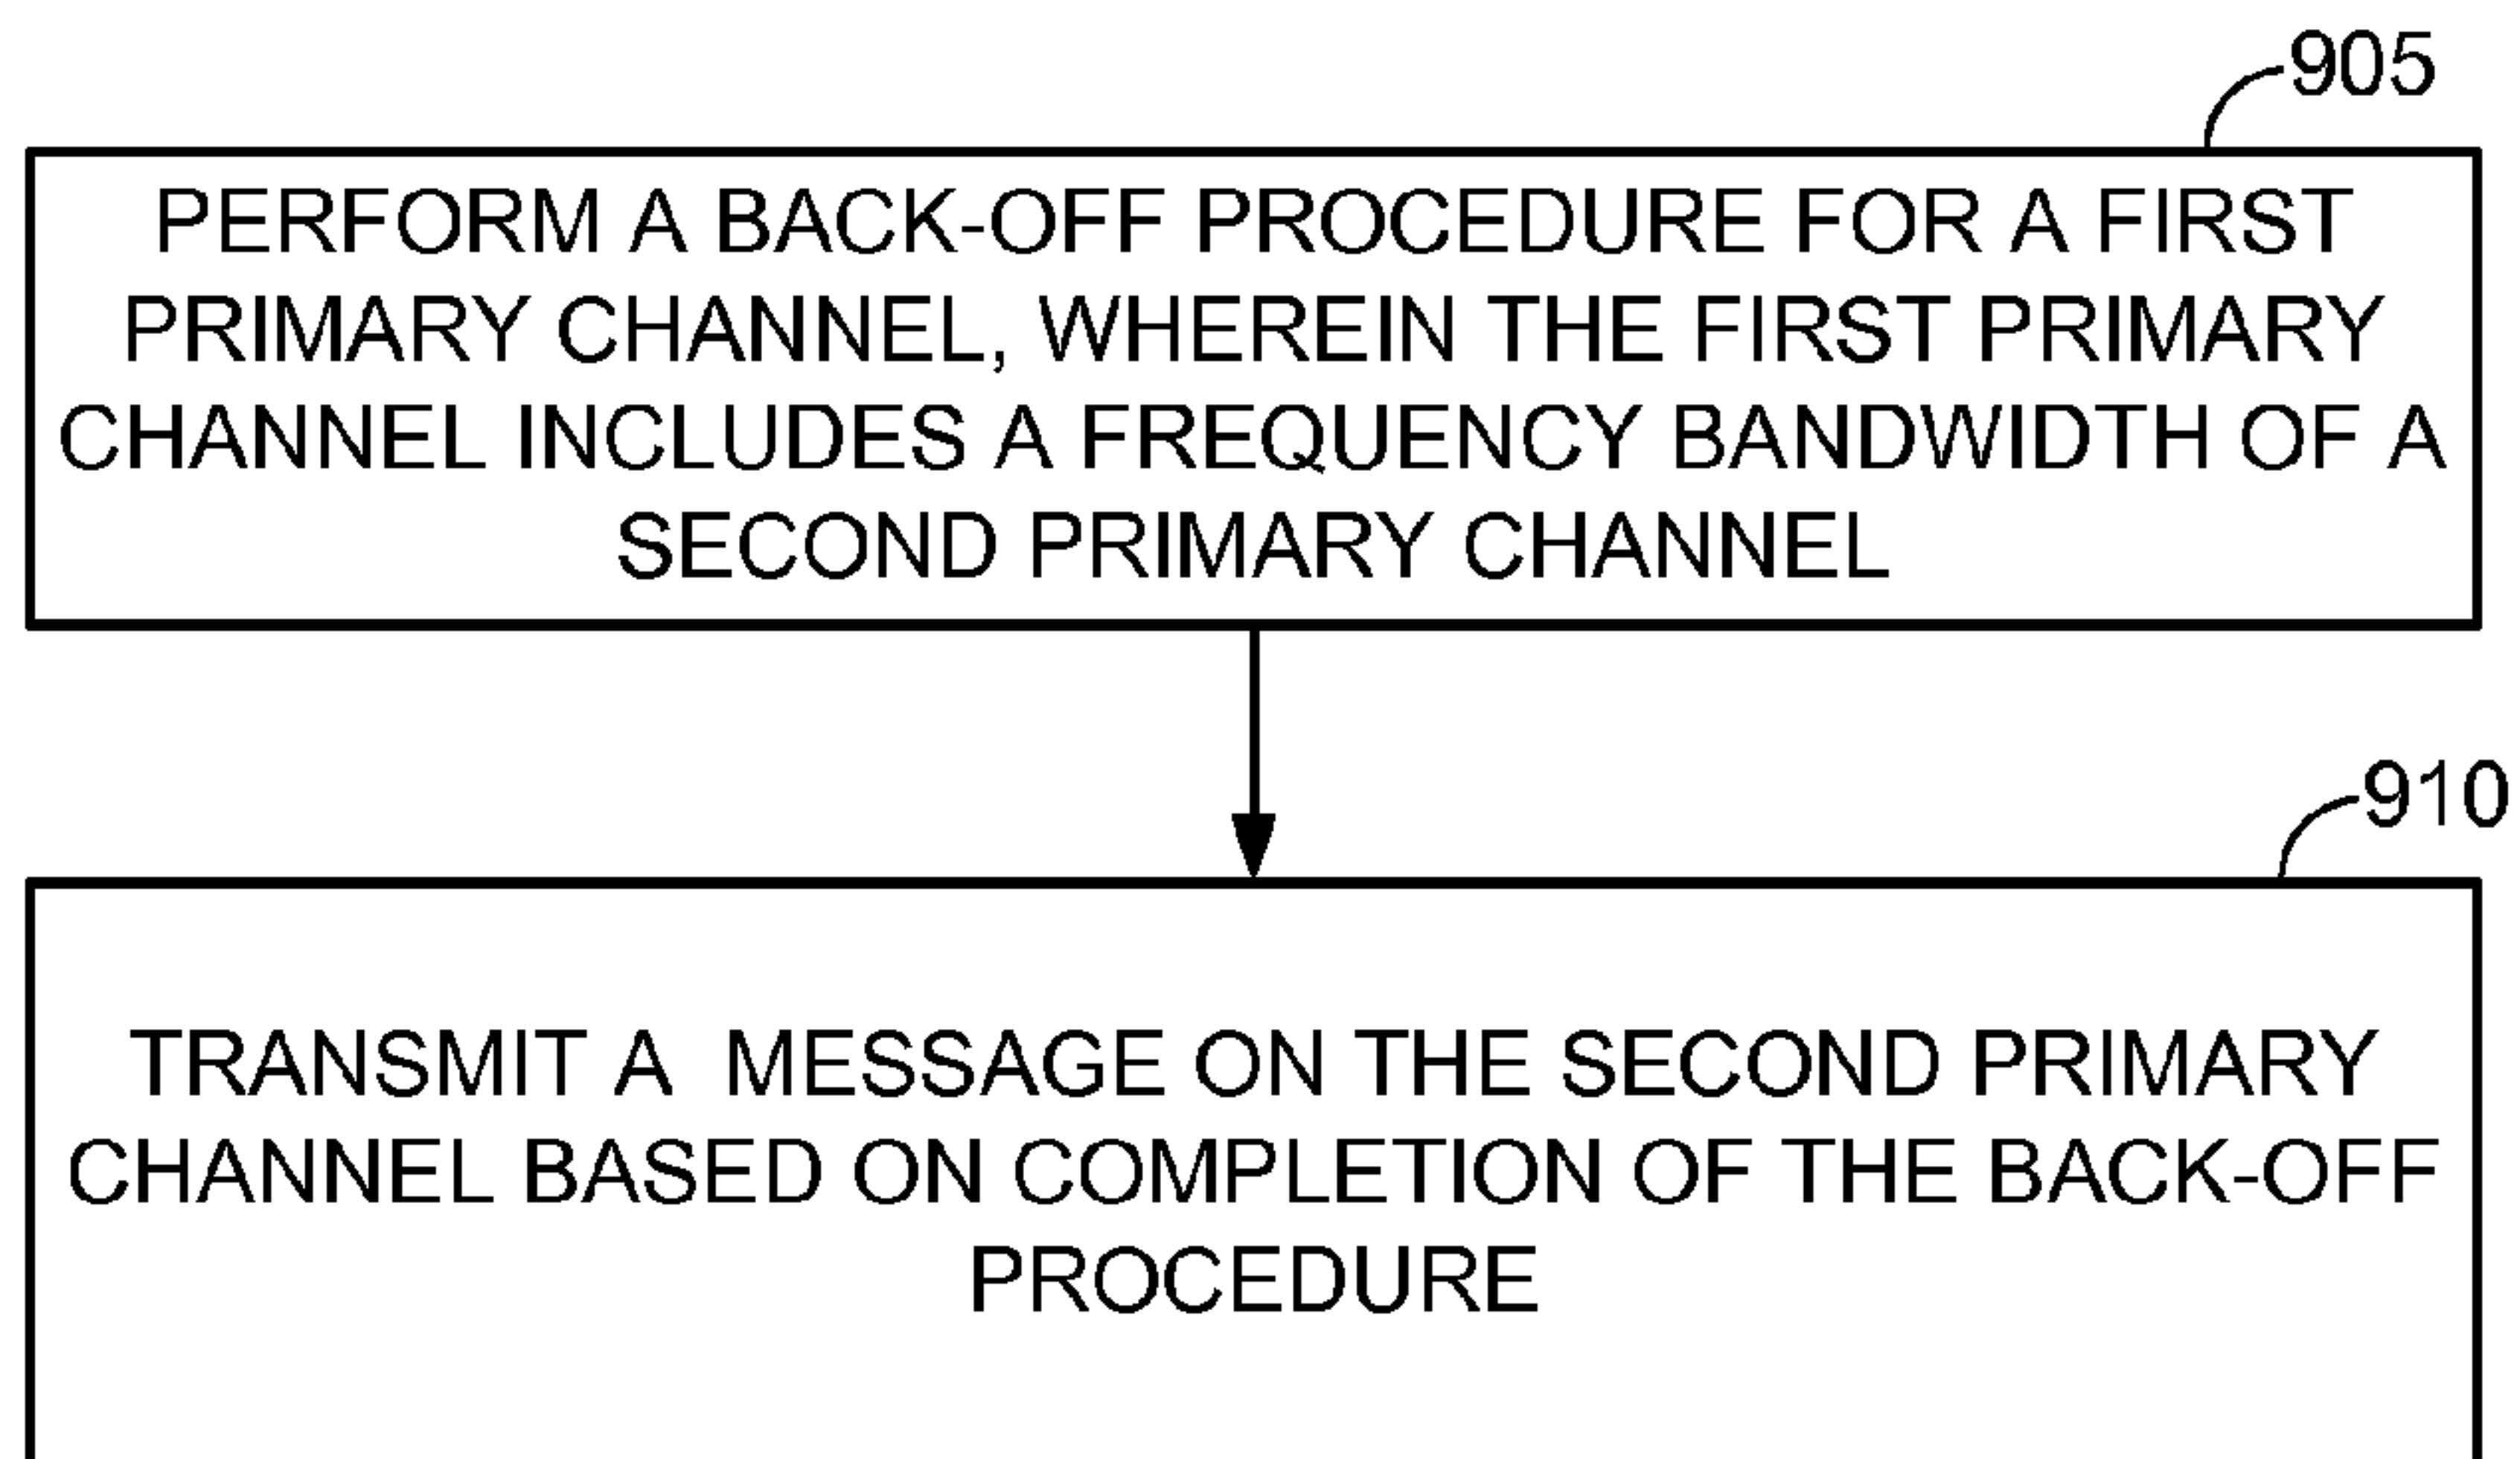 905
PERFORM A BACK-OFF PROCEDURE FOR A FIRST
PRIMARY CHANNEL, WHEREIN THE FIRST PRIMARY
CHANNEL INCLUDES A FREQUENCY BANDWIDTH OF A
SECOND PRIMARY CHANNEL
910
TRANSMIT A MESSAGE ON THE SECOND PRIMARY
CHANNEL BASED ON COMPLETION OF THE BACK-OFF
PROCEDURE